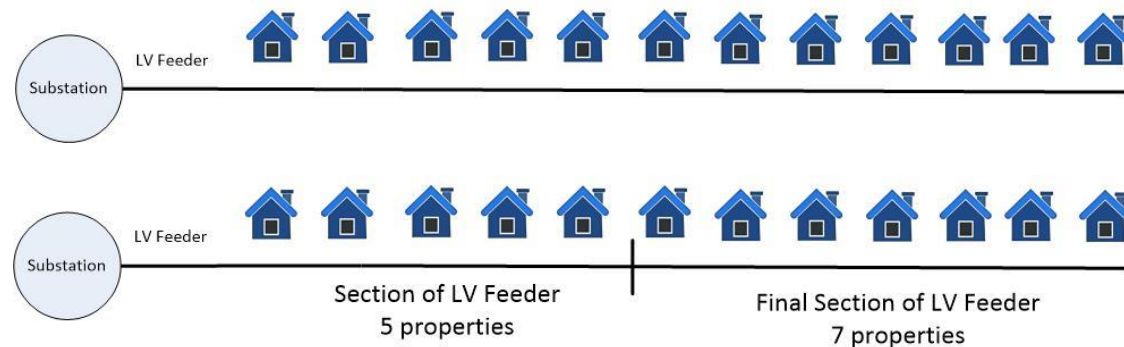 LV Feeder
Substation
LV Feeder
Substation
Section of LV Feeder
5 properties
Final Section of LV Feeder
7 properties